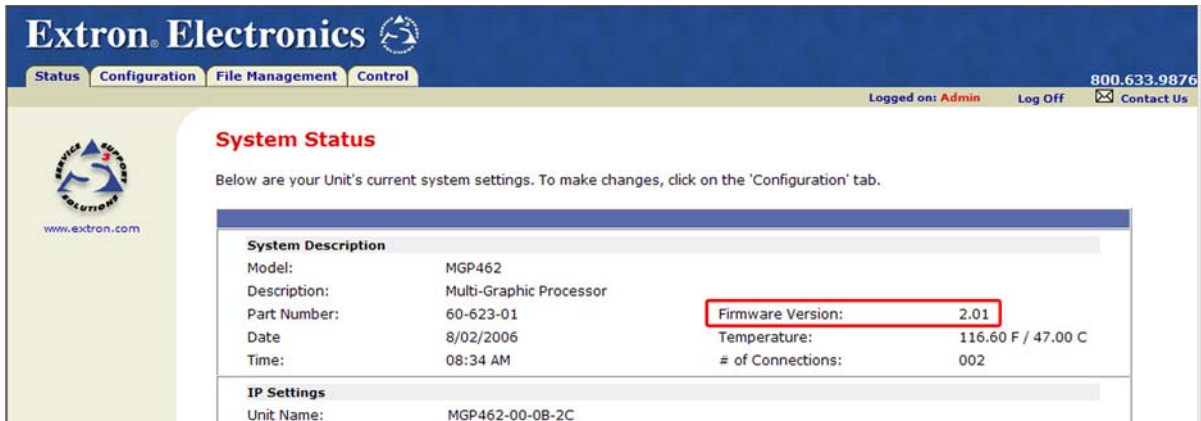 Extron® Electronics
Status Configuration File Management Control
800.633.9876
Logged on: Admin Log Off Contact Us
SERVICE SUPPORT SOLUTIONS
3
www.extron.com
System Status
Below are your Unit's current system settings. To make changes, click on the 'Configuration' tab.
System Description
Model: MGP462
Description: Multi-Graphic Processor
Part Number: 60-623-01 Firmware Version: 2.01
Date 8/02/2006 Temperature: 116.60 F / 47.00 C
Time: 08:34 AM # of Connections: 002
IP Settings
Unit Name: MGP462-00-0B-2C